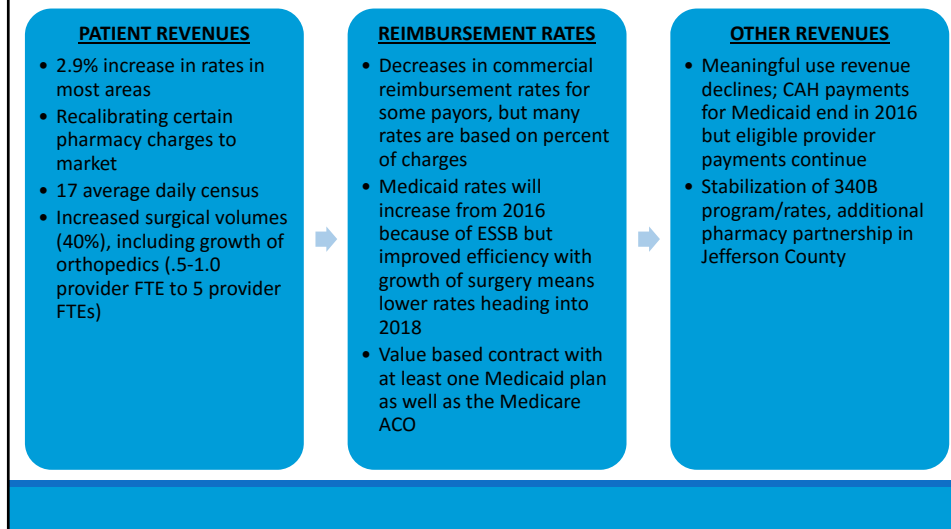 PATIENT REVENUES
• 2.9% increase in rates in
most areas
• Recalibrating certain
pharmacy charges to
market
• 17 average daily census
• Increased surgical volumes
(40%), including growth of
orthopedics (.5-1.0
provider FTE to 5 provider
FTEs)
REIMBURSEMENT RATES
• Decreases in commercial
reimbursement rates for
some payors, but many
rates are based on percent
of charges
• Medicaid rates will
increase from 2016
because of ESSB but
improved efficiency with
growth of surgery means
lower rates heading into
2018
• Value based contract with
at least one Medicaid plan
as well as the Medicare
ACO
OTHER REVENUES
• Meaningful use revenue
declines; CAH payments
for Medicaid end in 2016
but eligible provider
payments continue
• Stabilization of 340B
program/rates, additional
pharmacy partnership in
Jefferson County